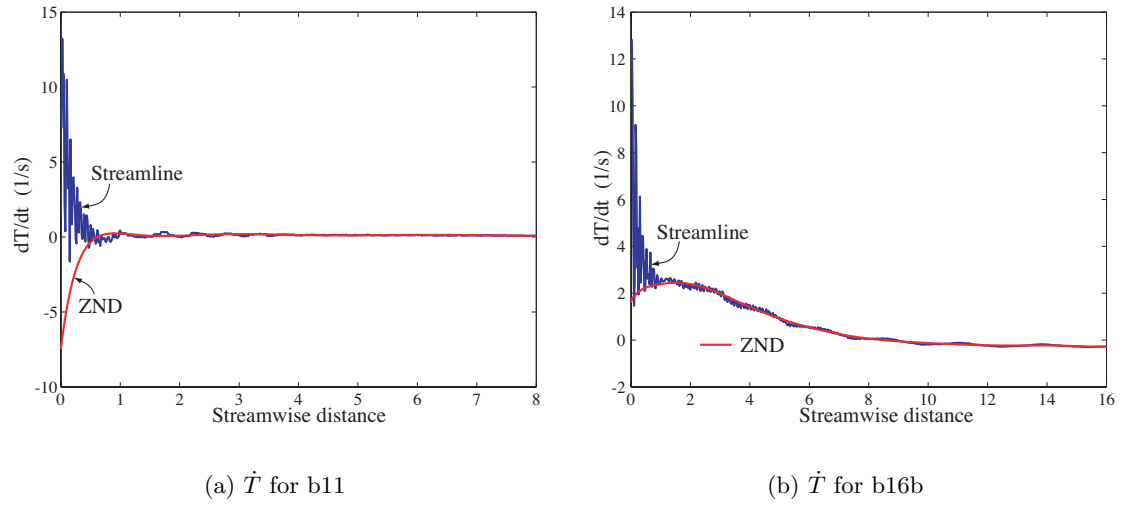 15
10
5
0
-5
-10
dT/dt (1/s)
Streamline
ZND
0 1 2 3 4 5 6 7 8
Streamwise distance
(a) Ṫ for b11
14
12
10
8
6
4
2
0
-2
dT/dt (1/s)
Streamline
ZND
0 2 4 6 8 10 12 14 16
Streamwise distance
(b) Ṫ for b16b